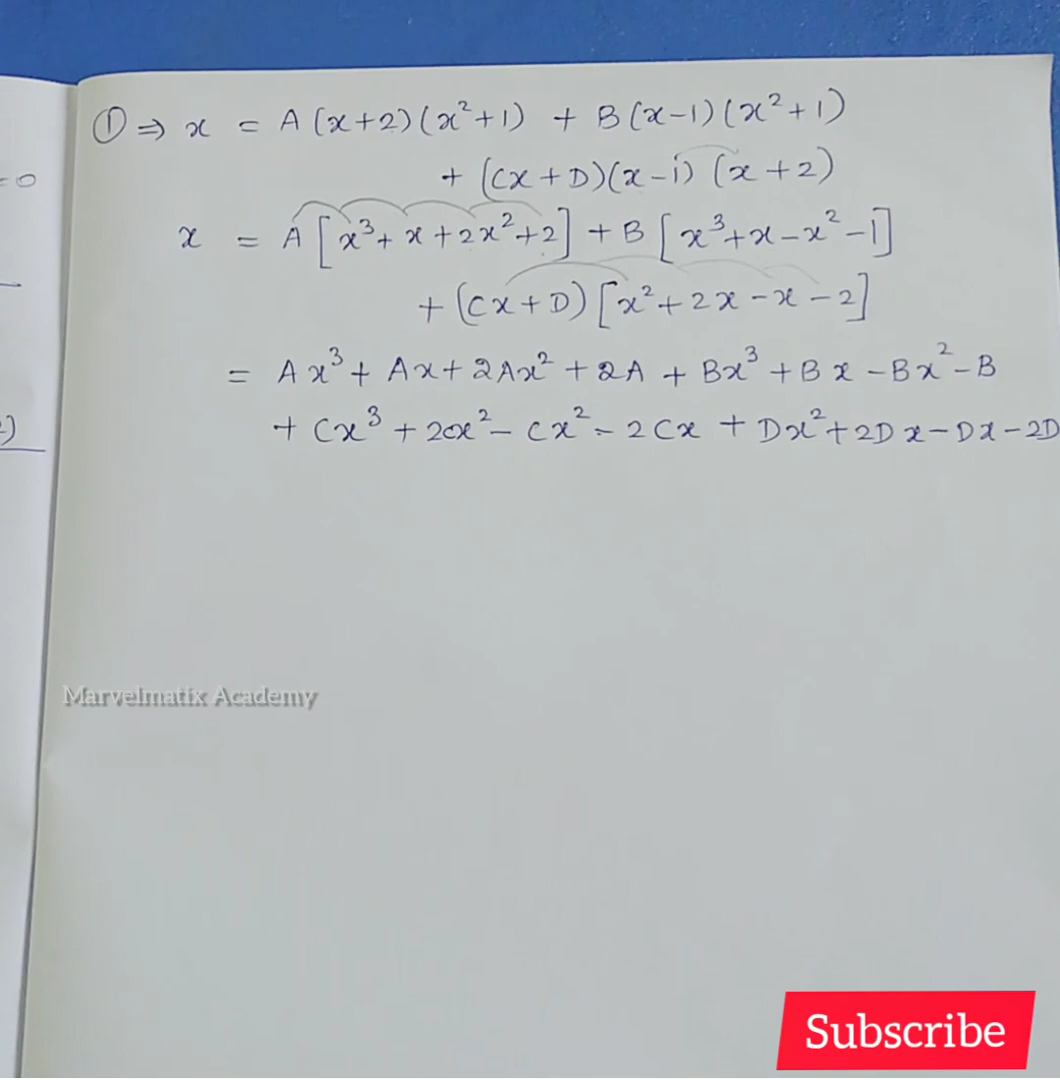 ① ⇒ x = A(x+2)(x²+1) + B(x-1)(x²+1)
+ (Cx+D)(x-1)(x+2)
=0
x = A[x³+x+2x²+2] + B[x³+x-x²-1]
+ (Cx+D)[x²+2x-x-2]
= Ax³+Ax+2Ax²+2A+Bx³+Bx-Bx²-B
+ Cx³+2Cx²-Cx²-2Cx+Dx²+2Dx-Dx-2D
Marvelmatix Academy
Subscribe